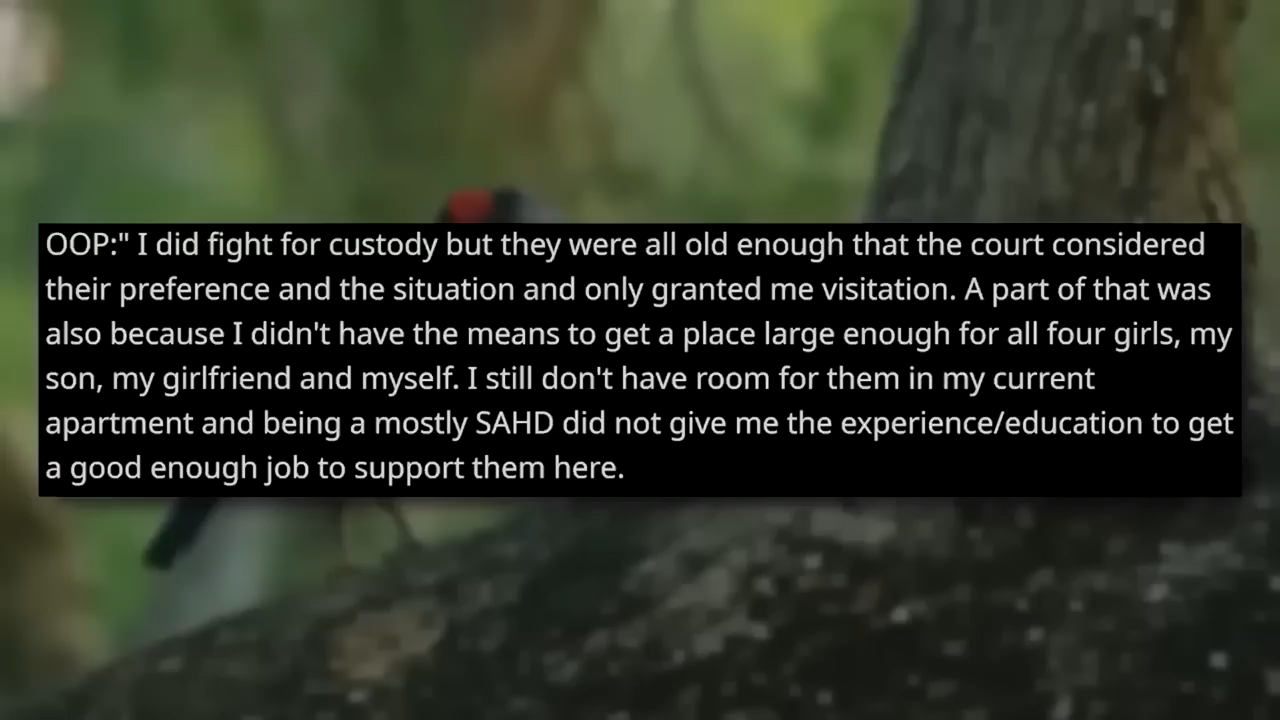 OOP:" I did fight for custody but they were all old enough that the court considered
their preference and the situation and only granted me visitation. A part of that was
also because I didn't have the means to get a place large enough for all four girls, my
son, my girlfriend and myself. I still don't have room for them in my current
apartment and being a mostly SAHD did not give me the experience/education to get
a good enough job to support them here.